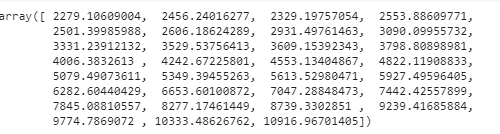 array([ 2279.10609004,  2456.24016277,  2329.19757054,  2553.88609771,
2501.39985988,  2606.18624289,  2931.49761463,  3090.09955732,
3331.23912132,  3529.53756413,  3609.15392343,  3798.80898981,
4006.3832613 ,  4242.67225801,  4553.13404867,  4822.11908833,
5079.49073611,  5349.39455263,  5613.52980471,  5927.49596405,
6282.60440429,  6653.60100872,  7047.28848473,  7442.42557899,
7845.08810557,  8277.17461449,  8739.3302851 ,  9239.41685884,
9774.7869072 , 10333.48626762, 10916.96701405])